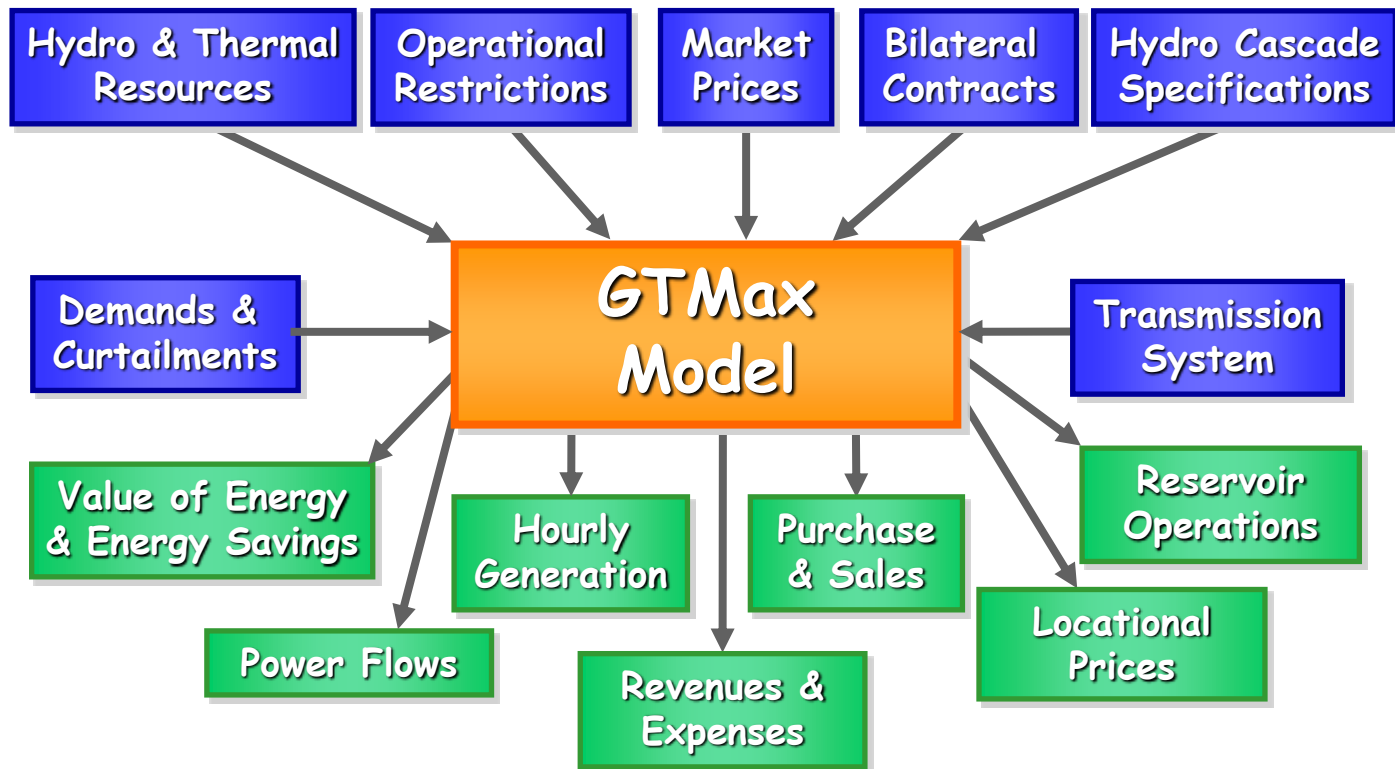 Hydro & Thermal
Resources
Operational
Restrictions
Market
Prices
Bilateral
Contracts
Hydro Cascade
Specifications
Demands &
Curtailments
GTMax
Model
Transmission
System
Value of Energy
& Energy Savings
Hourly
Generation
Purchase
& Sales
Reservoir
Operations
Power Flows
Revenues &
Expenses
Locational
Prices